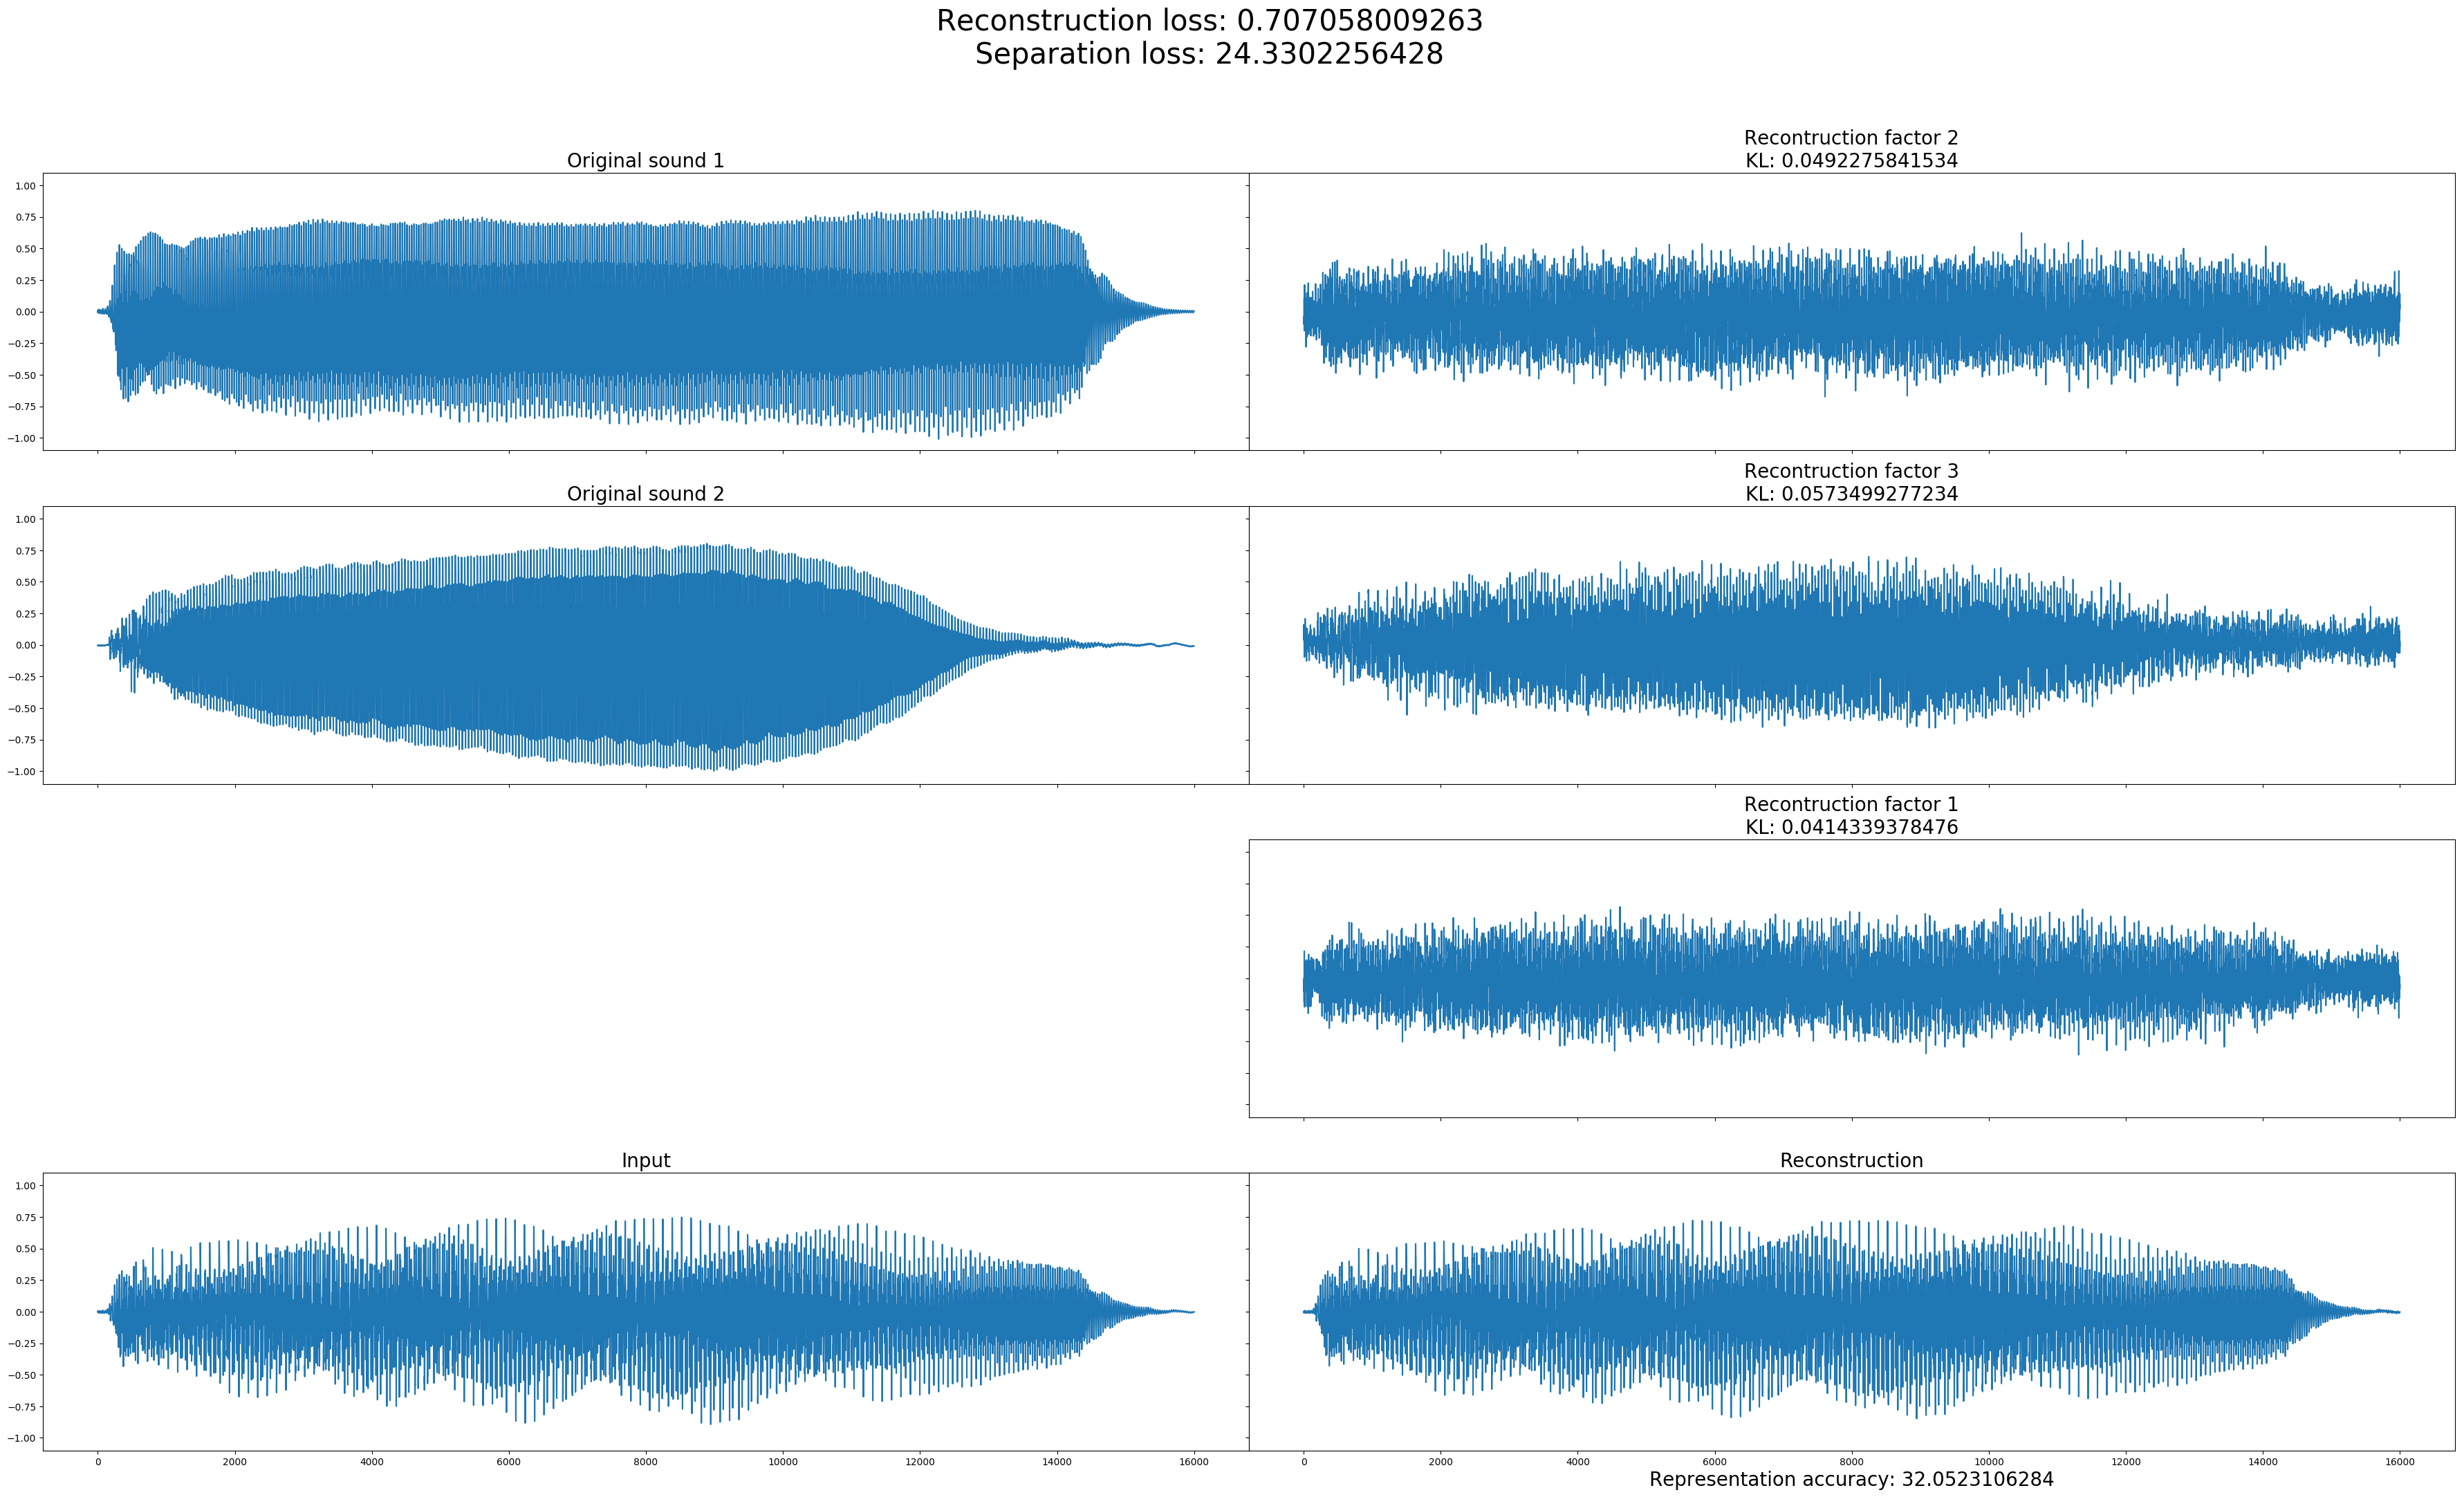 Reconstruction loss: 0.707058009263
Separation loss: 24.3302256428
Original sound 1
Recontruction factor 2
KL: 0.0492275841534
1.00
0.75
0.50
0.25
0.00
−0.25
−0.50
−0.75
−1.00
Original sound 2
Recontruction factor 3
KL: 0.0573499277234
1.00
0.75
0.50
0.25
0.00
−0.25
−0.50
−0.75
−1.00
Recontruction factor 1
KL: 0.0414339378476
Input
Reconstruction
1.00
0.75
0.50
0.25
0.00
−0.25
−0.50
−0.75
−1.00
0 2000 4000 6000 8000 10000 12000 14000 16000
0 2000 4000 6000 8000 10000 12000 14000 16000
Representation accuracy: 32.0523106284